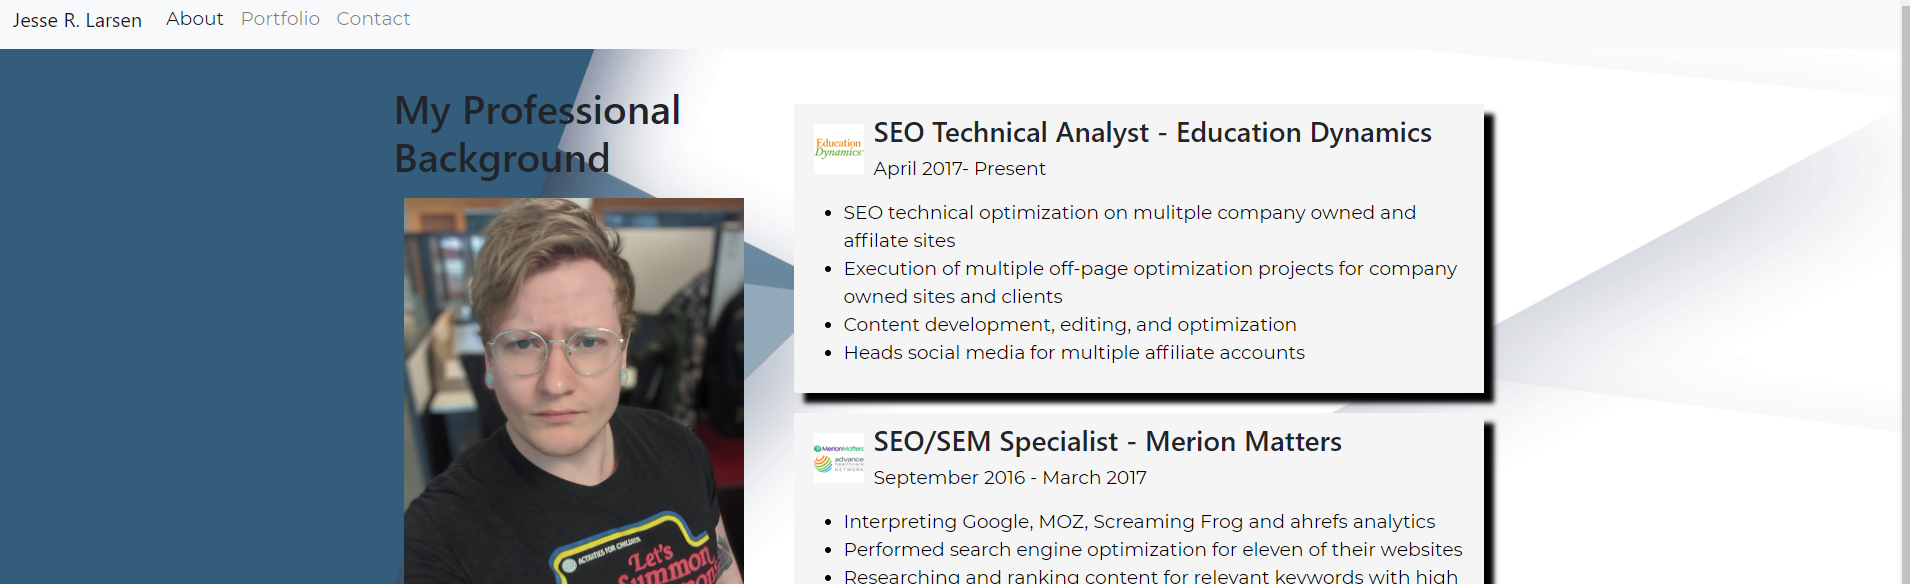 Jesse R. Larsen About Portfolio Contact
My Professional
Background
ACTIVITIES FOR CHILDREN
Let's
Summon
Education
Dynamics
SEO Technical Analyst - Education Dynamics
April 2017- Present
SEO technical optimization on mulitple company owned and
affilate sites
Execution of multiple off-page optimization projects for company
owned sites and clients
Content development, editing, and optimization
Heads social media for multiple affiliate accounts
MerionMatters
advance
healthcare
NETWORK
SEO/SEM Specialist - Merion Matters
September 2016 - March 2017
Interpreting Google, MOZ, Screaming Frog and ahrefs analytics
Performed search engine optimization for eleven of their websites
Researching and ranking content for relevant keywords with high